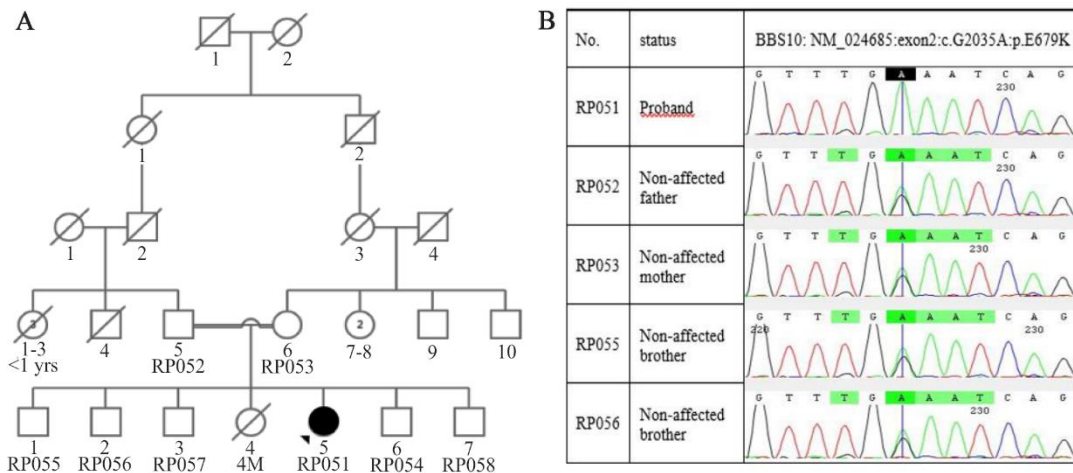 A
1 2
1 2
1 2 3 4
3 2
1-3 4 5 6 7-8 9 10
<1 yrs RP052 RP053
1 2 3 4 5 6 7
RP055 RP056 RP057 4M RP051 RP054 RP058
B
No. status BBS10: NM_024685:exon2:c.G2035A:p.E679K
RP051 Proband
G T T T G A A A T C A G
230
RP052 Non-affected father
G T T T G A A A T C A G
230
RP053 Non-affected mother
G T T T G A A A T C A G
230
RP055 Non-affected brother
G T T T G A A A T C A G
220 230
RP056 Non-affected brother
G T T T G A A A T C A G
230